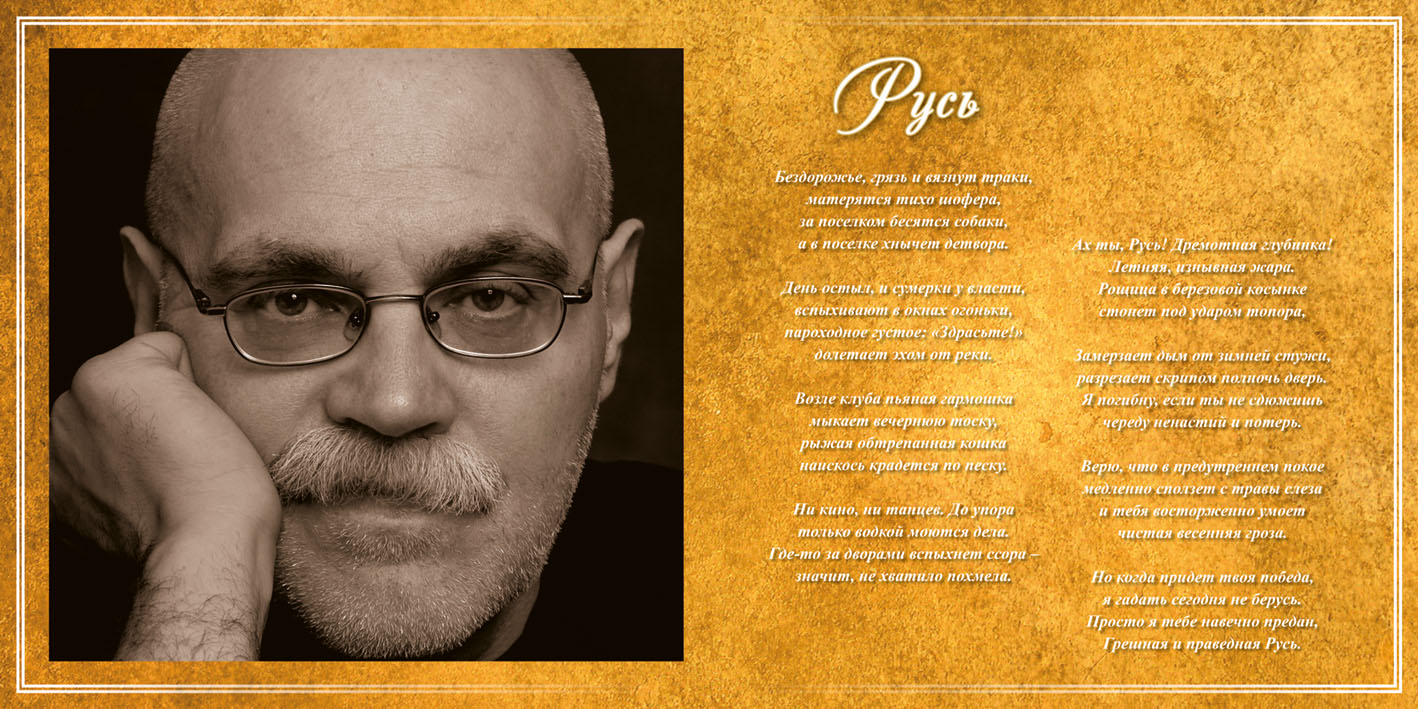 Русь
Бездорожье, грязь и вязнут траки,
матерятся тихо шофера,
за поселком бесятся собаки,
а в поселке хнычет детвора.
День остыл, и сумерки у власти,
вспыхивают в окнах огоньки,
пароходное густое: «Здрасьте!»
долетает эхом от реки.
Возле клуба пьяная гармошка
мыкает вечернюю тоску,
рыжая обтрепанная кошка
наискось крадется по песку.
Ни кино, ни танцев. До упора
только водкой моются дела.
Где-то за дворами вспыхнет ссора –
значит, не хватило похмела.
Ах ты, Русь! Дремотная глубинка!
Летняя, изнывная жара.
Рощица в березовой косынке
стонет под ударом топора,
Замерзает дым от зимней стужи,
разрезает скрипом полночь дверь.
Я погибну, если ты не сдюжишь
череду ненастий и потерь.
Верю, что в предутреннем покое
медленно сползет с травы слеза
и тебя восторженно умоет
чистая весенняя гроза.
Но когда придет твоя победа,
я гадать сегодня не берусь.
Просто я тебе навечно предан,
Грешная и праведная Русь.